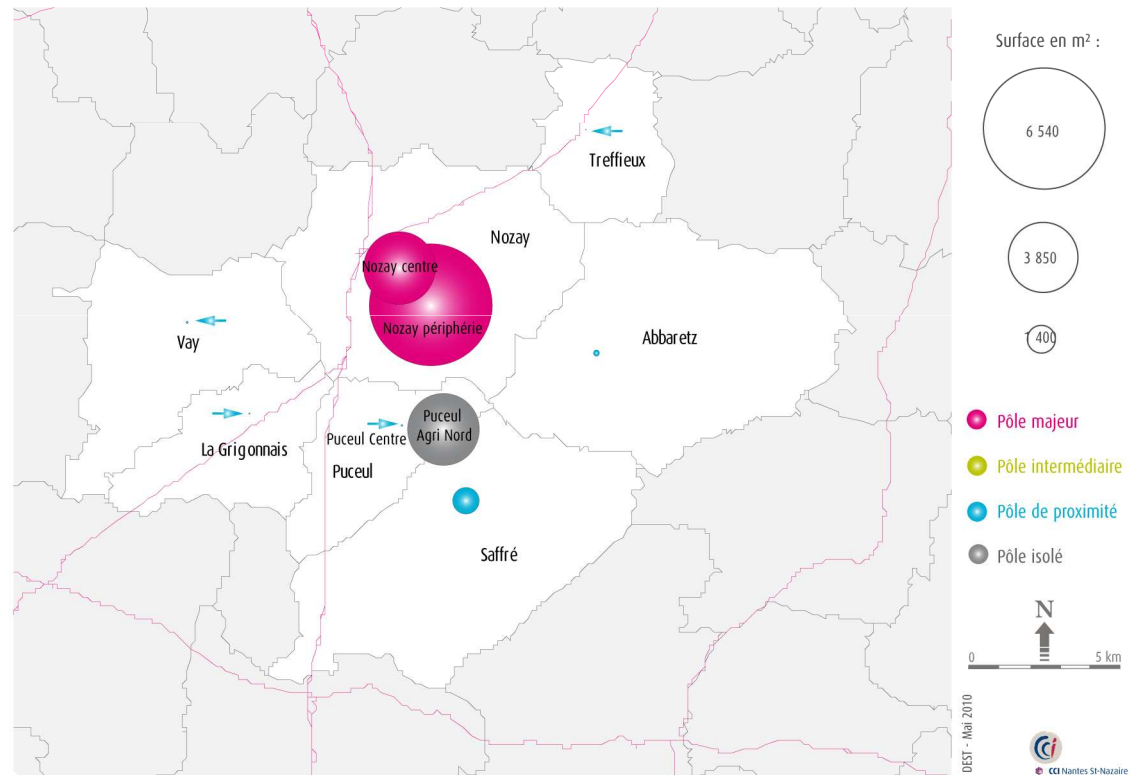 Surface en m² :
6 540
3 850
1 400
Treffieux
Nozay
Nozay centre
Nozay périphérie
Abbaretz
Vay
La Grigonnais
Puceul Centre
Puceul
Puceul
Agri Nord
Saffré
Pôle majeur
Pôle intermédiaire
Pôle de proximité
Pôle isolé
N
0 5 km
DEST - Mai 2010
CCi
CCI Nantes St-Nazaire